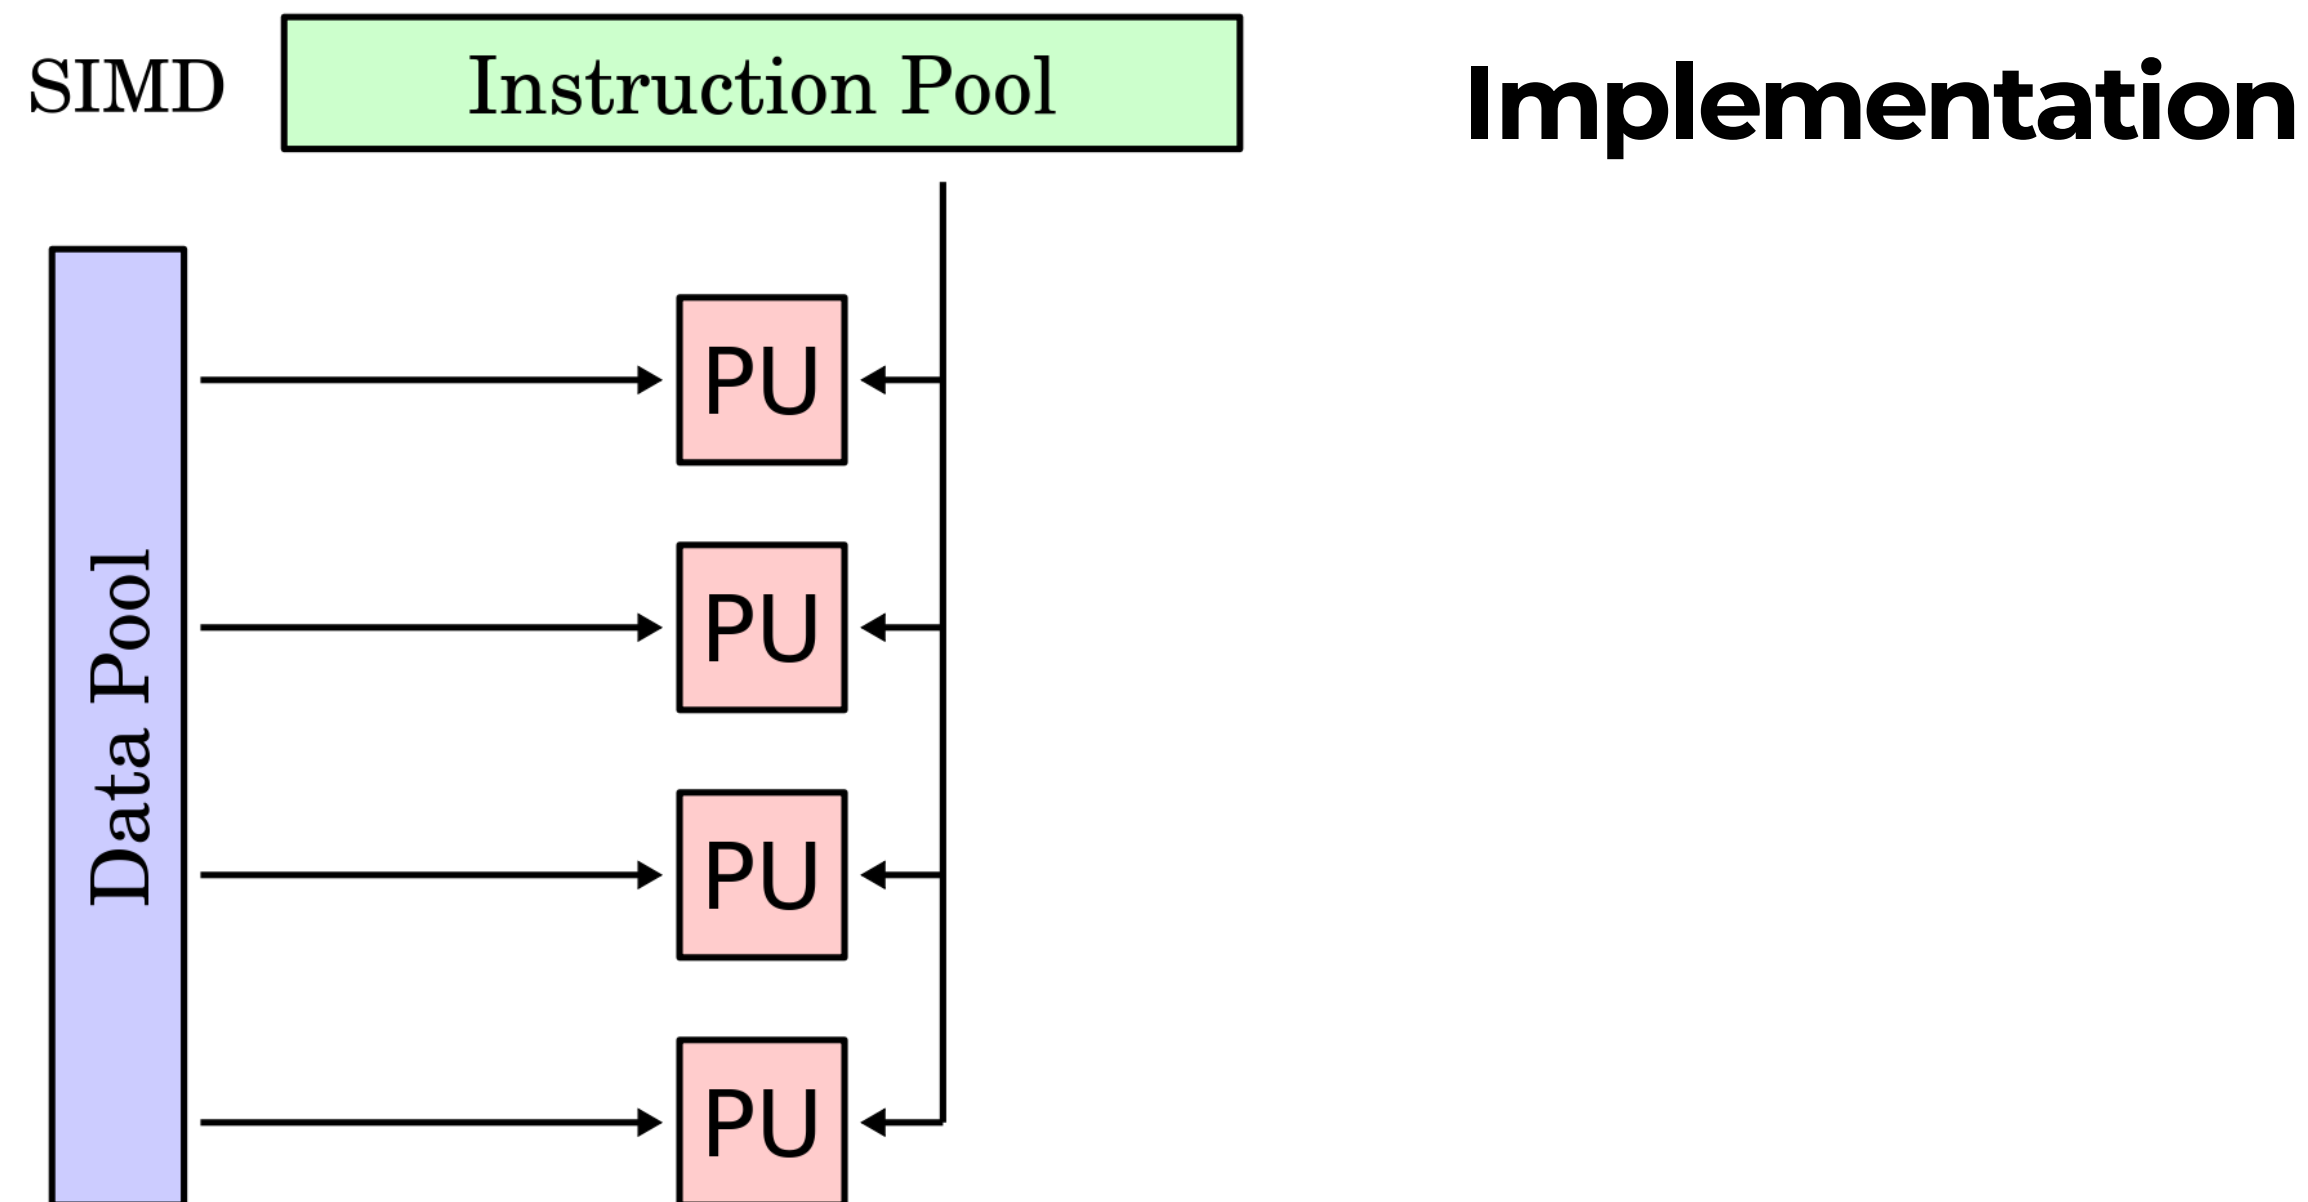 SIMD
Instruction Pool
Implementation
Data Pool
PU
PU
PU
PU